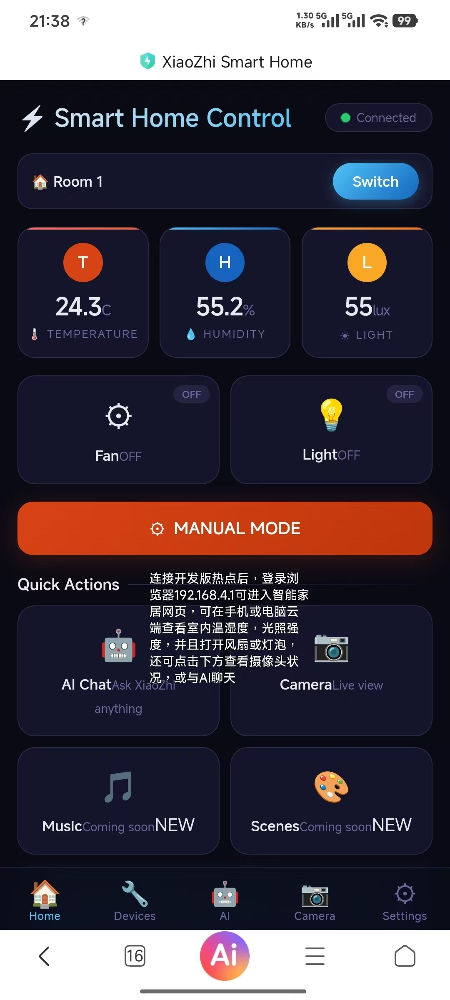 21:38
1.30 KB/s 5G 5G 99
XiaoZhi Smart Home
Smart Home Control
Connected
Room 1
Switch
T
H
L
24.3C
55.2%
55lux
TEMPERATURE
HUMIDITY
LIGHT
OFF
OFF
FanOFF
LightOFF
MANUAL MODE
Quick Actions
连接开发版热点后，登录浏
览器192.168.4.1可进入智能家
居网页，可在手机或电脑云
端查看室内温湿度，光照强
度，并且打开风扇或灯泡，
还可点击下方查看摄像头状
况，或与AI聊天
AI ChatAsk XiaoZhi
anything
CameraLive view
MusicComing soonNEW
ScenesComing soonNEW
Home
Devices
AI
Camera
Settings
16
Ai